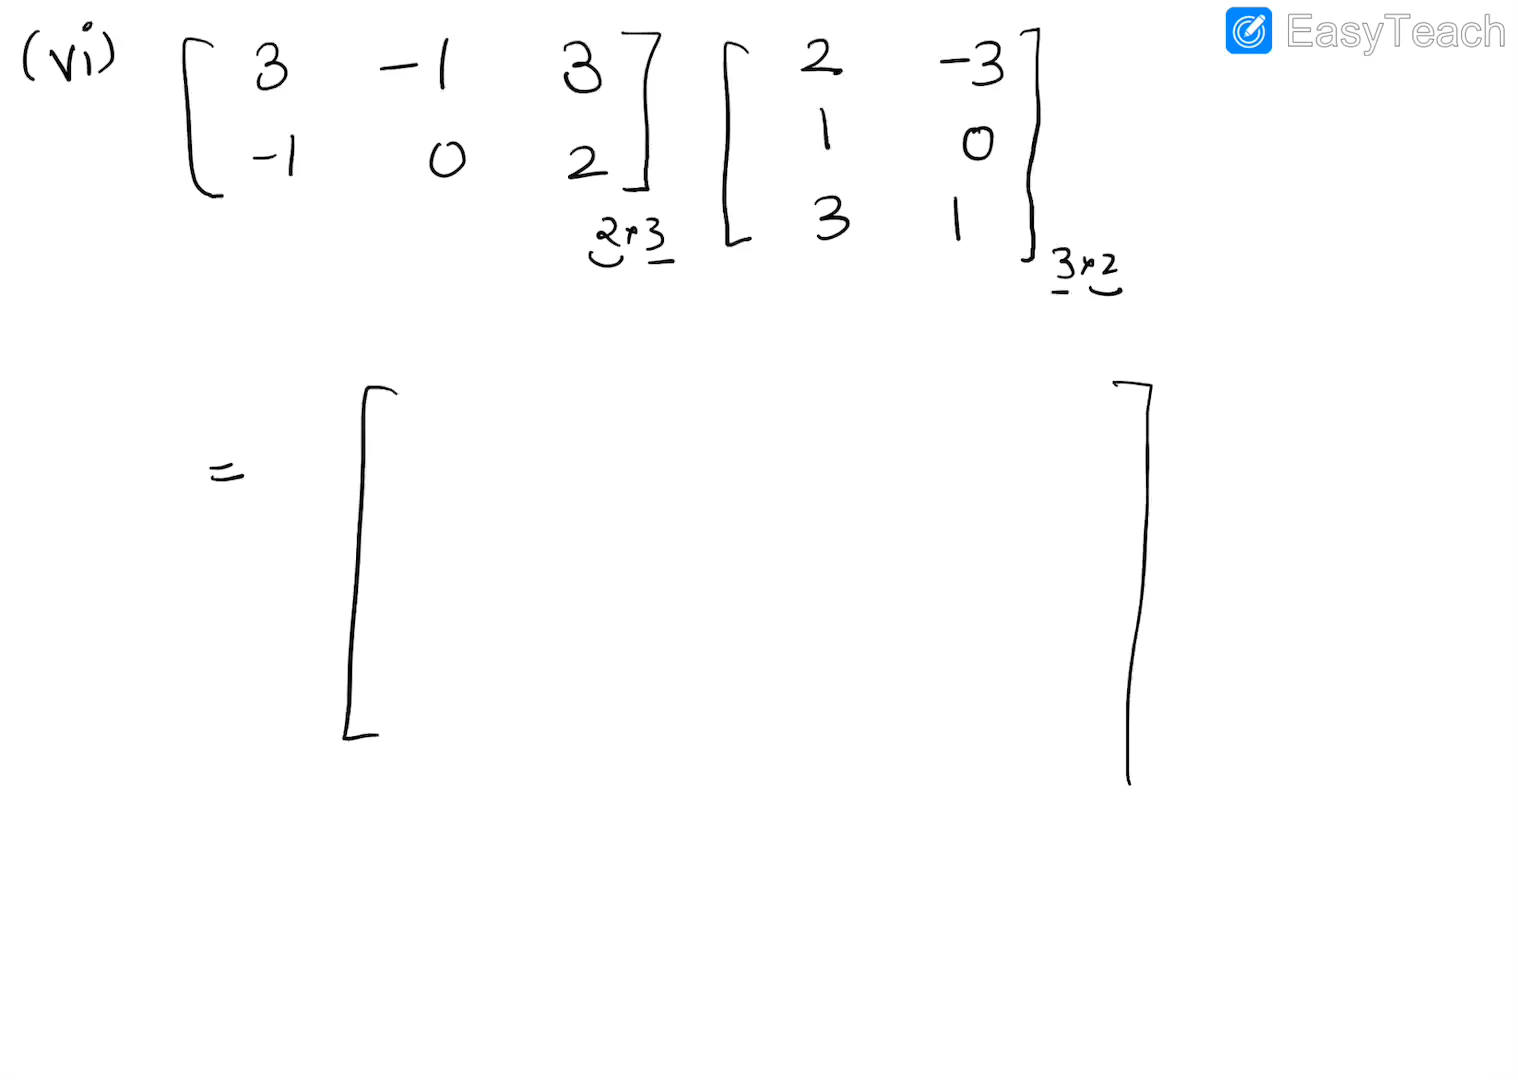 EasyTeach
(vi) [ 3 -1 3 ] [ 2 -3 ]
-1 0 2 1 0
3 1
2×3 3×2
= [ ]